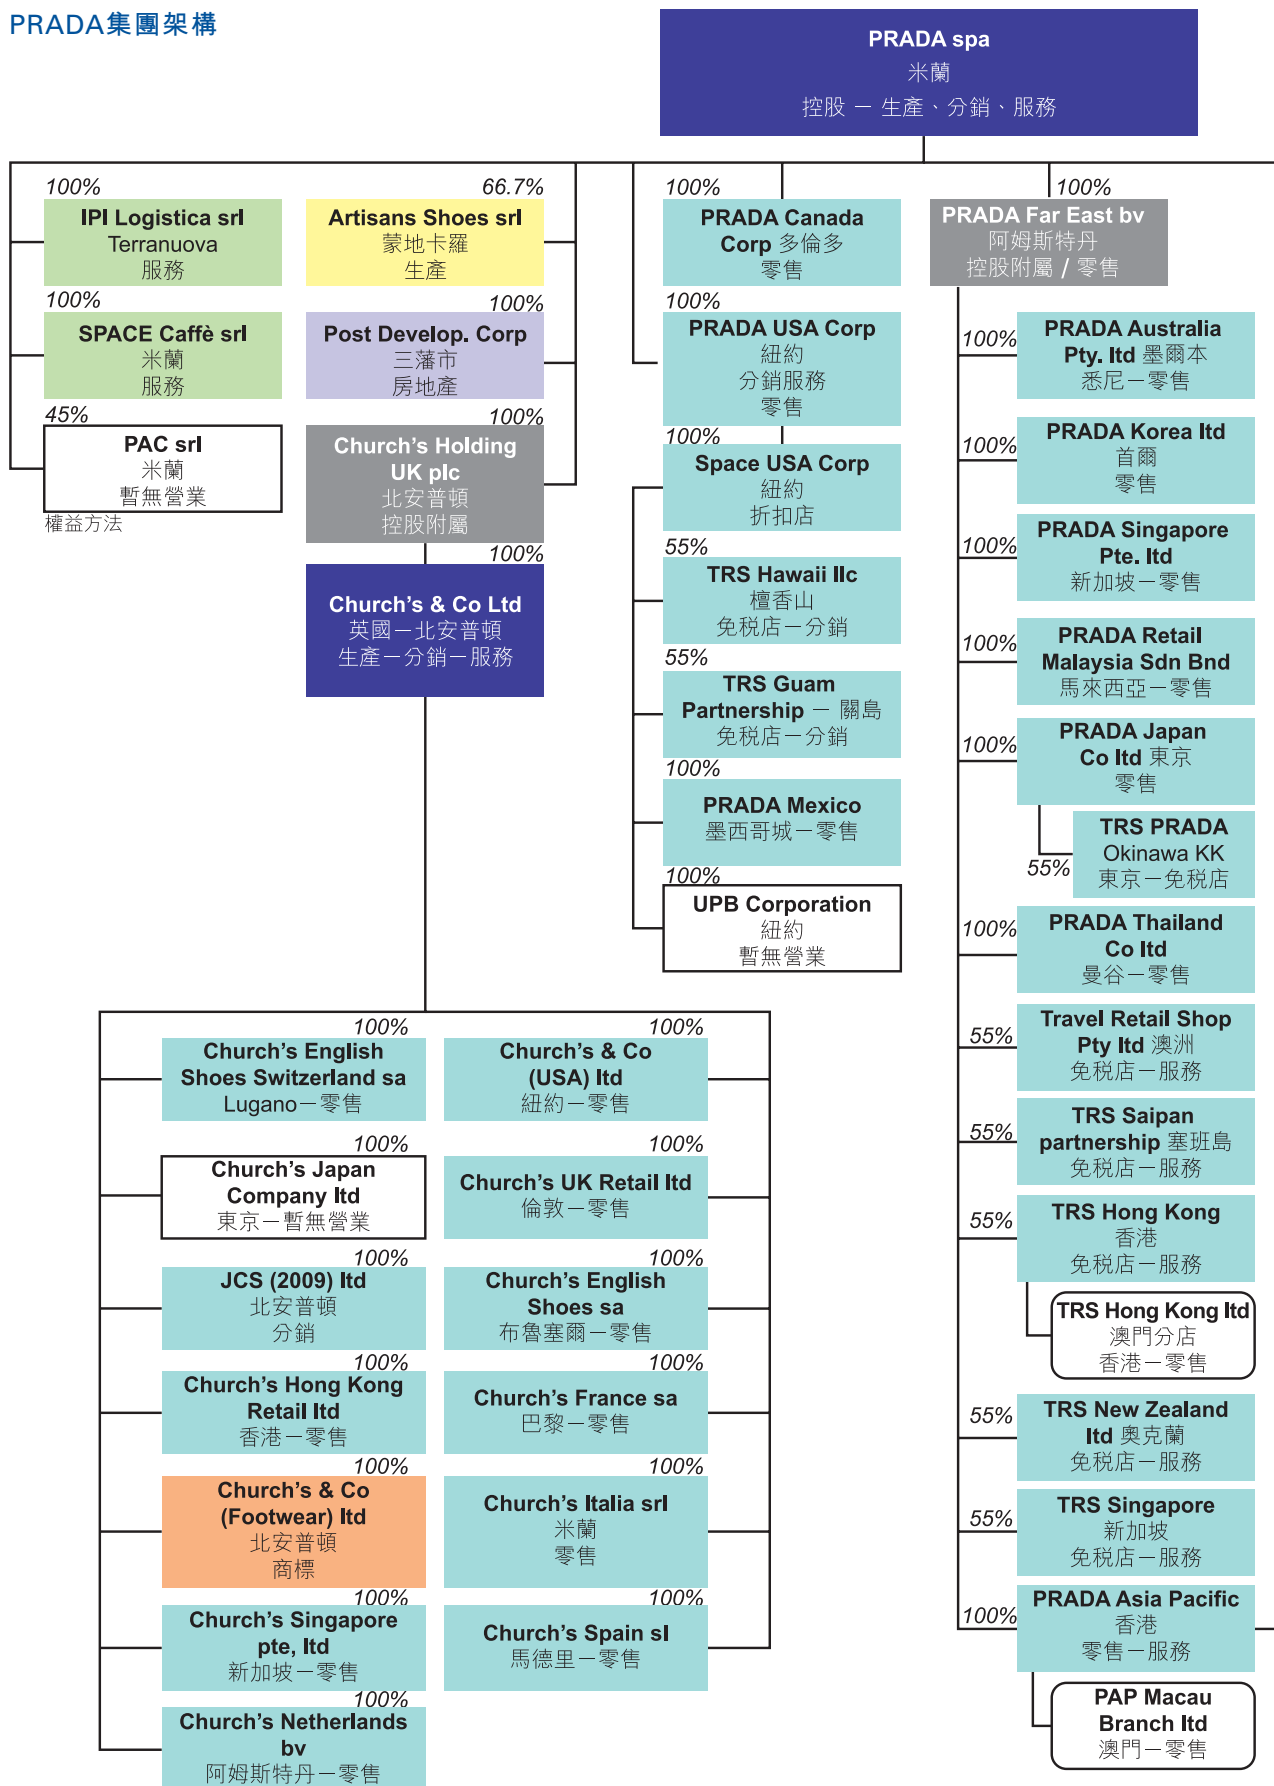 PRADA集團架構
PRADA spa
米蘭
控股 － 生產、分銷、服務
100%
IPI Logistica srl
Terranuova
服務
100%
SPACE Caffè srl
米蘭
服務
45%
PAC srl
米蘭
暫無營業
權益方法
66.7%
Artisans Shoes srl
蒙地卡羅
生產
100%
Post Develop. Corp
三藩市
房地產
100%
Church’s Holding
UK plc
北安普頓
控股附屬
100%
Church’s & Co Ltd
英國－北安普頓
生產－分銷－服務
100%
Church’s English
Shoes Switzerland sa
Lugano－零售
100%
Church’s Japan
Company ltd
東京－暫無營業
100%
JCS (2009) ltd
北安普頓
分銷
100%
Church’s Hong Kong
Retail ltd
香港－零售
100%
Church’s & Co
(Footwear) ltd
北安普頓
商標
100%
Church’s Singapore
pte, ltd
新加坡－零售
100%
Church’s Netherlands
bv
阿姆斯特丹－零售
100%
Church’s & Co
(USA) ltd
紐約－零售
100%
Church’s UK Retail ltd
倫敦－零售
100%
Church’s English
Shoes sa
布魯塞爾－零售
100%
Church’s France sa
巴黎－零售
100%
Church’s Italia srl
米蘭
零售
100%
Church’s Spain sl
馬德里－零售
100%
PRADA Canada
Corp 多倫多
零售
100%
PRADA USA Corp
紐約
分銷服務
零售
100%
Space USA Corp
紐約
折扣店
55%
TRS Hawaii llc
檀香山
免税店－分銷
55%
TRS Guam
Partnership － 關島
免税店－分銷
100%
PRADA Mexico
墨西哥城－零售
100%
UPB Corporation
紐約
暫無營業
100%
PRADA Far East bv
阿姆斯特丹
控股附屬 / 零售
100%
PRADA Australia
Pty. ltd 墨爾本
悉尼－零售
100%
PRADA Korea ltd
首爾
零售
100%
PRADA Singapore
Pte. ltd
新加坡－零售
100%
PRADA Retail
Malaysia Sdn Bnd
馬來西亞－零售
100%
PRADA Japan
Co ltd 東京
零售
55%
TRS PRADA
Okinawa KK
東京－免税店
100%
PRADA Thailand
Co ltd
曼谷－零售
55%
Travel Retail Shop
Pty ltd 澳洲
免税店－服務
55%
TRS Saipan
partnership 塞班島
免税店－服務
55%
TRS Hong Kong
香港
免税店－服務
TRS Hong Kong ltd
澳門分店
香港－零售
55%
TRS New Zealand
ltd 奧克蘭
免税店－服務
55%
TRS Singapore
新加坡
免税店－服務
100%
PRADA Asia Pacific
香港
零售－服務
PAP Macau
Branch ltd
澳門－零售